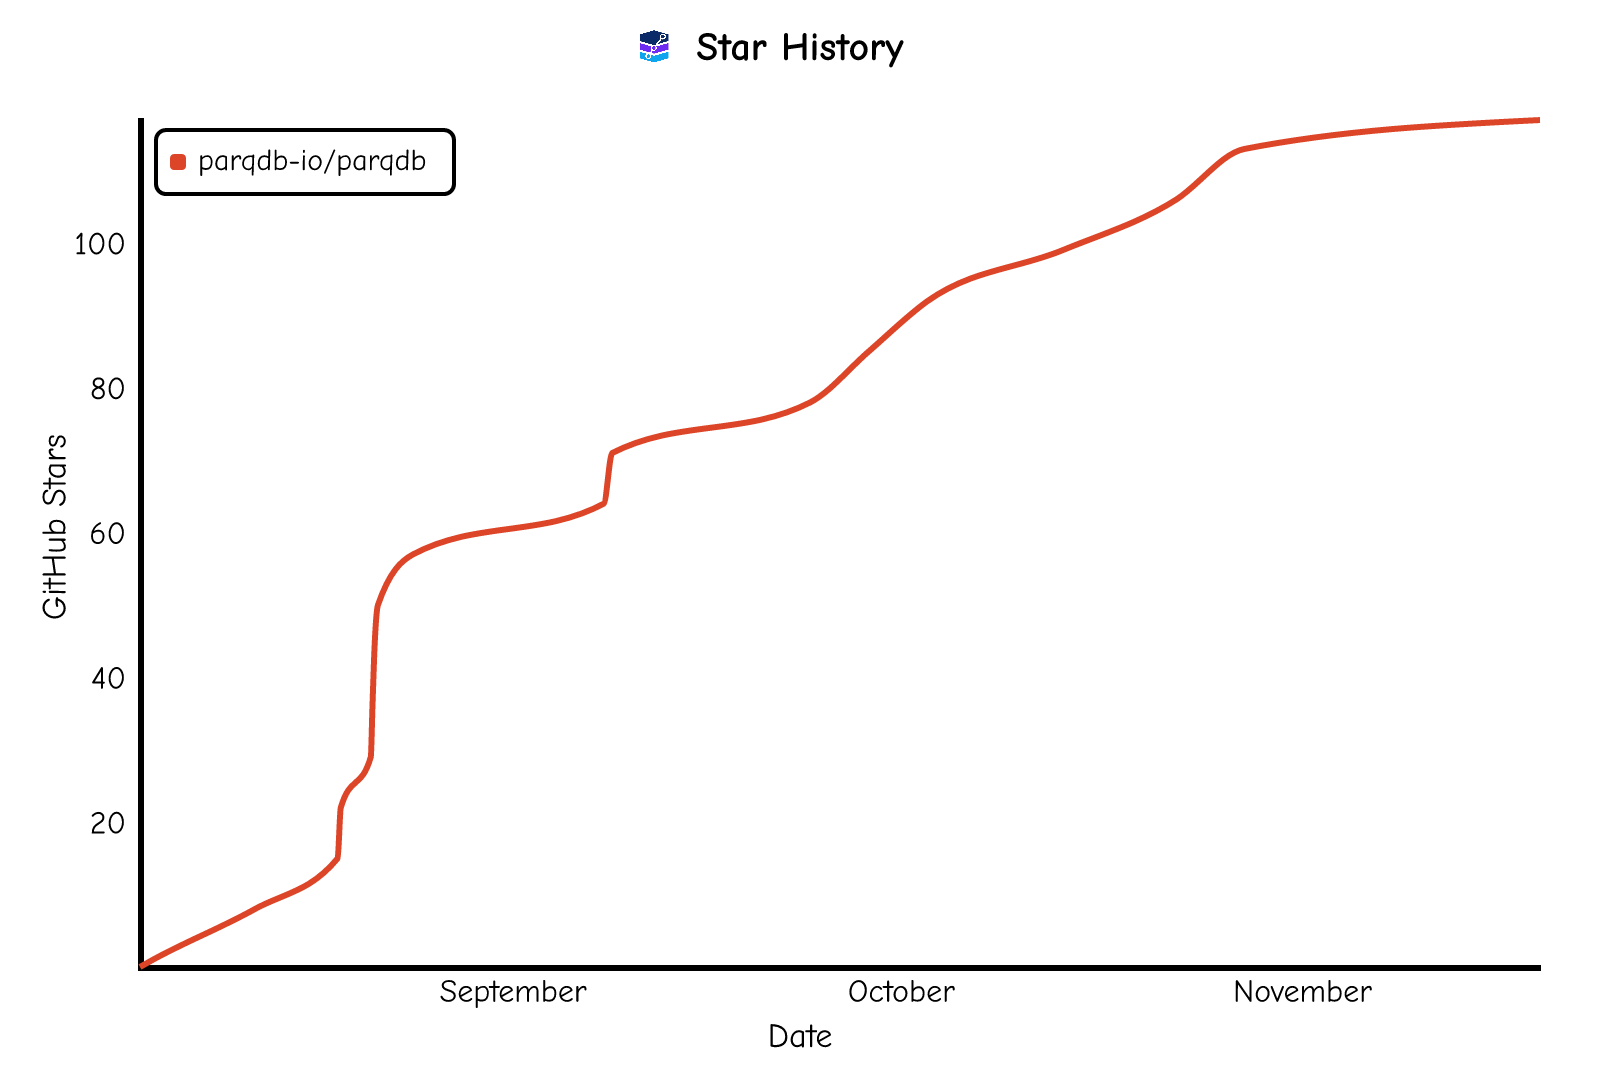 Star History
parqdb-io/parqdb
100
80
60
40
20
GitHub Stars
September
October
November
Date